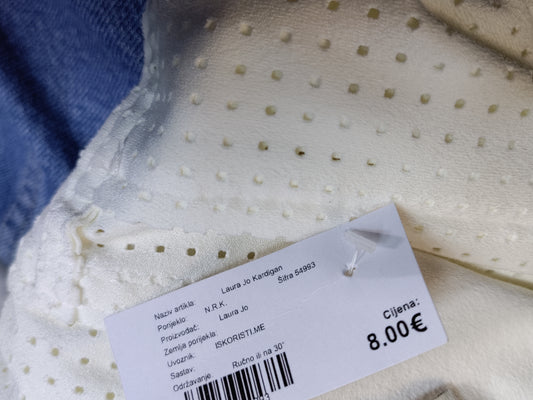 Naziv artikla: Laura Jo Kardigan
Porijeklo: N.R.K. Šifra 54993
Proizvođač: Laura Jo
Zemlja porijekla:
Uvoznik: ISKORISTI.ME
Sastav:
Održavanje: Ručno ili na 30°
Cijena:
8.00€